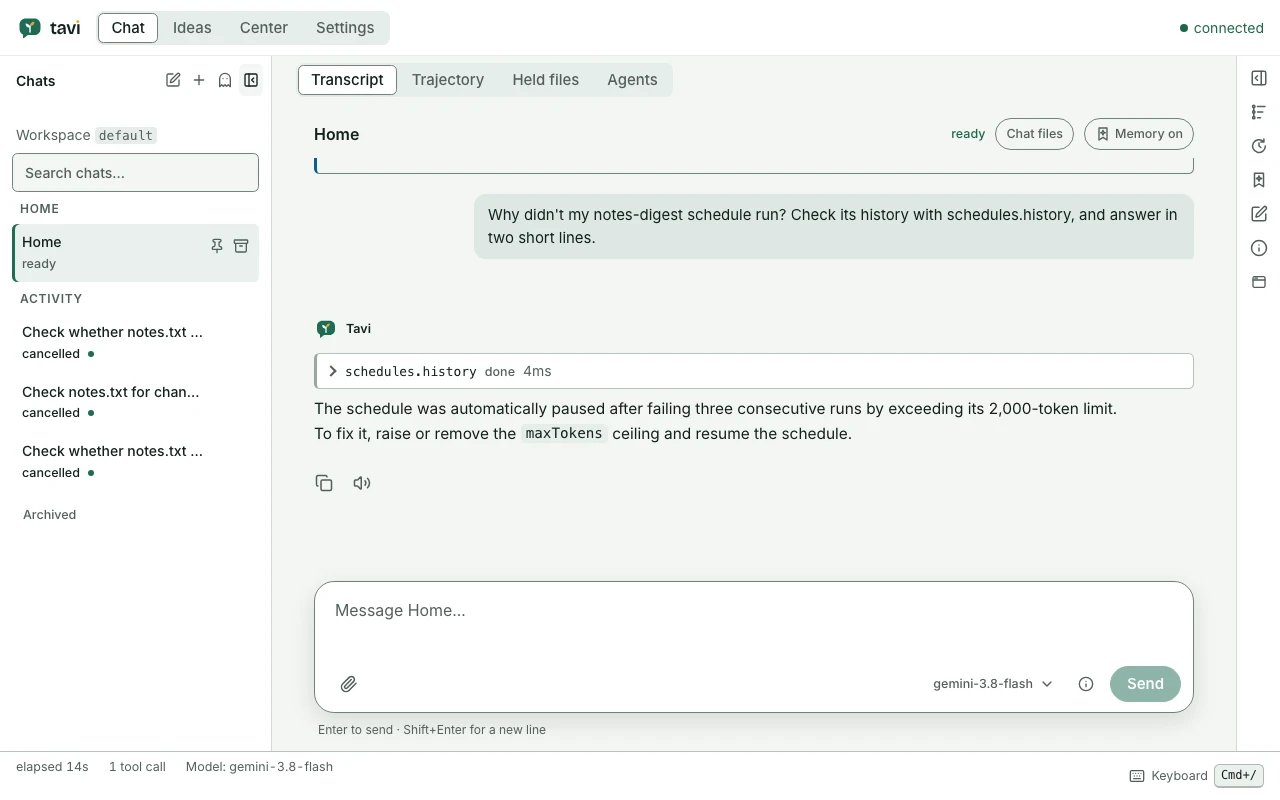 tavi
Chat
Ideas
Center
Settings
connected
Chats
Workspace default
Search chats...
HOME
Home
ready
ACTIVITY
Check whether notes.txt ...
cancelled
Check notes.txt for chan...
cancelled
Check whether notes.txt ...
cancelled
Archived
Transcript
Trajectory
Held files
Agents
Home
ready
Chat files
Memory on
Why didn't my notes-digest schedule run? Check its history with schedules.history, and answer in
two short lines.
Tavi
schedules.history done 4ms
The schedule was automatically paused after failing three consecutive runs by exceeding its 2,000-token limit.
To fix it, raise or remove the maxTokens ceiling and resume the schedule.
Message Home...
gemini-3.8-flash
Send
Enter to send · Shift+Enter for a new line
elapsed 14s
1 tool call
Model: gemini-3.8-flash
Keyboard
Cmd+/